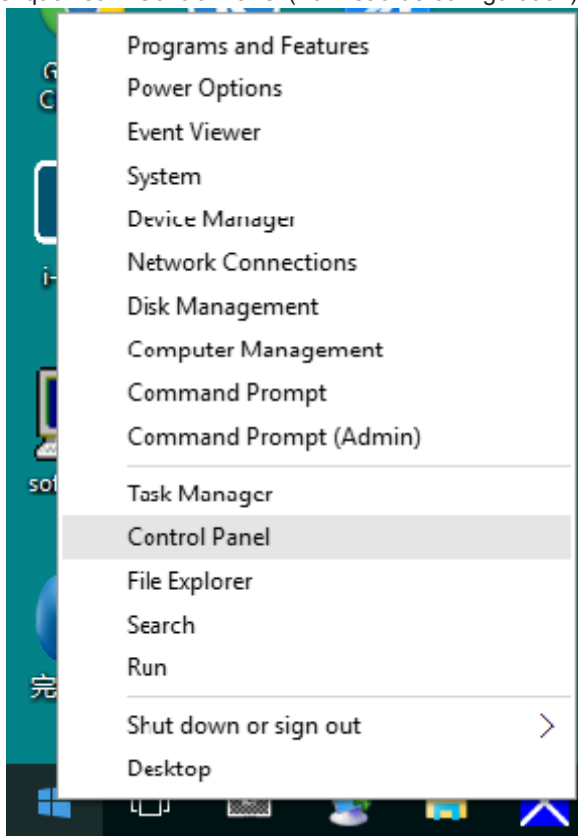 Programs and Features
Power Options
Event Viewer
System
Device Manager
Network Connections
Disk Management
Computer Management
Command Prompt
Command Prompt (Admin)
Task Manager
Control Panel
File Explorer
Search
Run
Shut down or sign out
Desktop